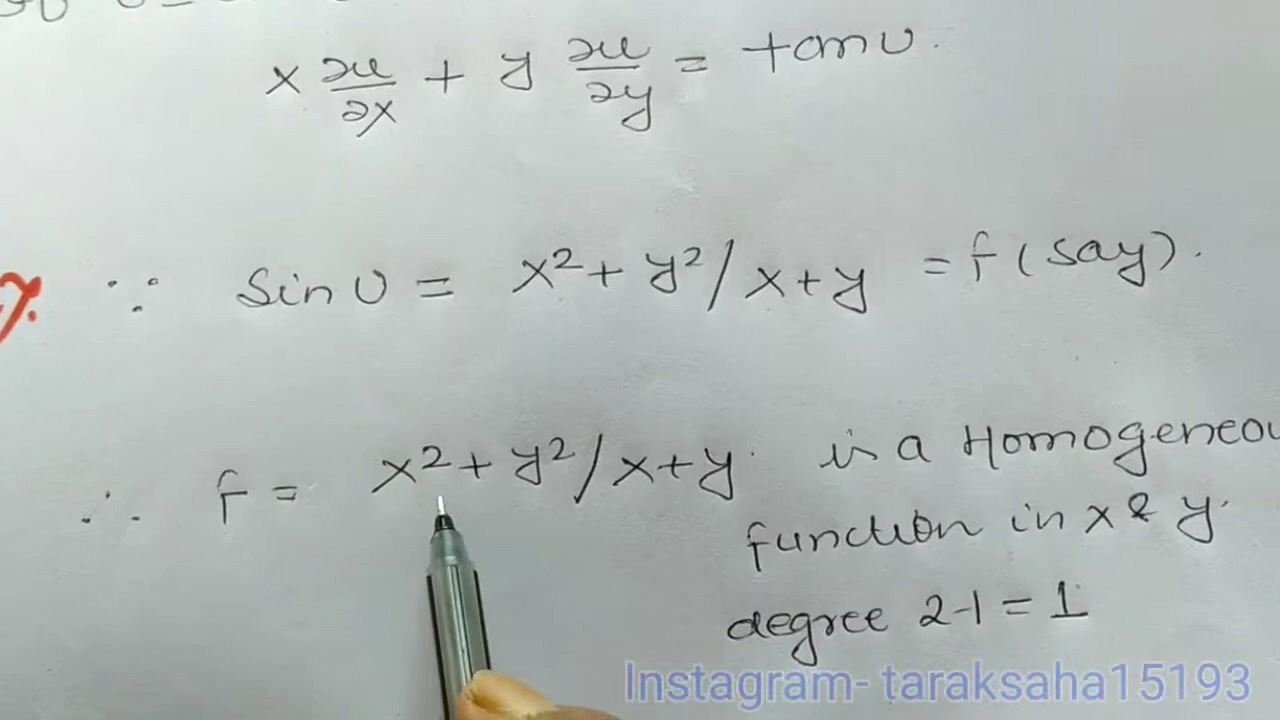 x ∂u/∂x + y ∂u/∂y = tan u.
∵ Sin U = x² + y² / x + y = f (say).
∴ f = x² + y² / x + y. is a Homogeneou
function in x & y.
degree 2-1 = 1
Instagram- taraksaha15193